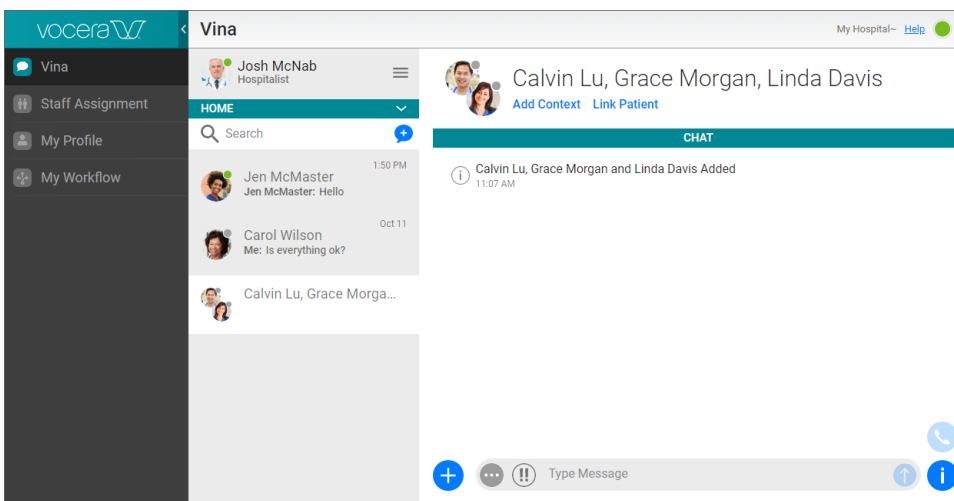 vocera
Vina
My Hospital~ Help
Vina
Staff Assignment
My Profile
My Workflow
Josh McNab
Hospitalist
HOME
Search
1:50 PM
Jen McMaster
Jen McMaster: Hello
Oct 11
Carol Wilson
Me: Is everything ok?
Calvin Lu, Grace Morga...
Calvin Lu, Grace Morgan, Linda Davis
Add Context Link Patient
CHAT
Calvin Lu, Grace Morgan and Linda Davis Added
11:07 AM
Type Message